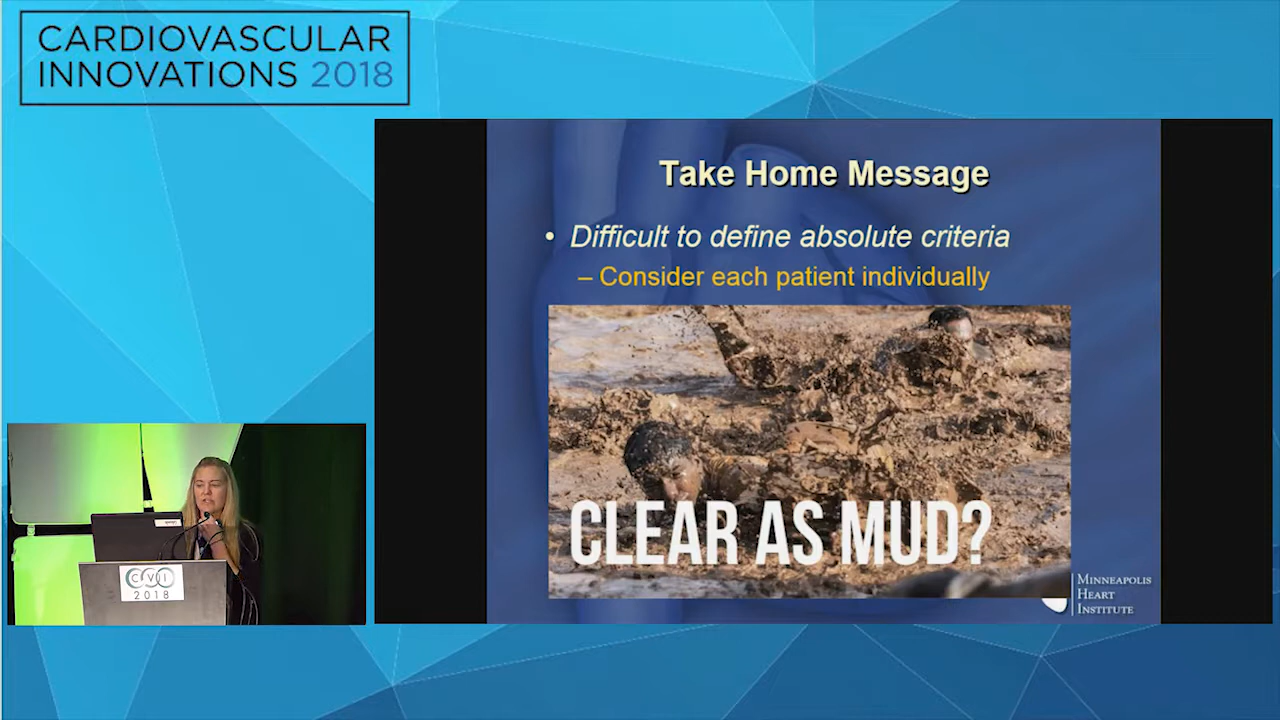 CARDIOVASCULAR
INNOVATIONS 2018
Take Home Message
• Difficult to define absolute criteria
– Consider each patient individually
CLEAR AS MUD?
MINNEAPOLIS
HEART
INSTITUTE
CVI
2018